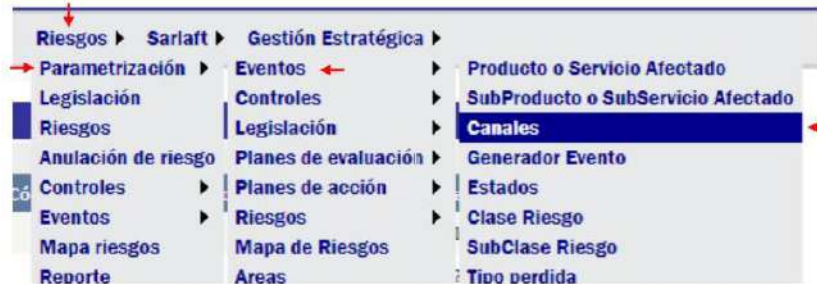 Riesgos Sarlaft Gestión Estratégica
Parametrización Eventos Producto o Servicio Afectado
Legislación Controles SubProducto o SubServicio Afectado
Riesgos Legislación Canales
Anulación de riesgo Planes de evaluación Generador Evento
Có Controles Planes de acción Estados
Eventos Riesgos Clase Riesgo
Mapa riesgos Mapa de Riesgos SubClase Riesgo
Reporte Areas Tipo perdida